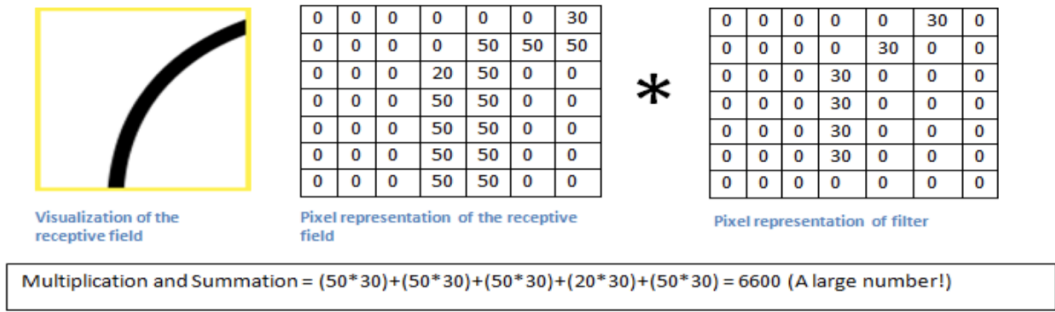 0 0 0 0 0 0 30
0 0 0 0 50 50 50
0 0 0 20 50 0 0
0 0 0 50 50 0 0
0 0 0 50 50 0 0
0 0 0 50 50 0 0
0 0 0 50 50 0 0
*
0 0 0 0 0 30 0
0 0 0 0 30 0 0
0 0 0 30 0 0 0
0 0 0 30 0 0 0
0 0 0 30 0 0 0
0 0 0 30 0 0 0
0 0 0 0 0 0 0
Visualization of the
receptive field
Pixel representation of the receptive
field
Pixel representation of filter
Multiplication and Summation = (50*30)+(50*30)+(50*30)+(20*30)+(50*30) = 6600 (A large number!)